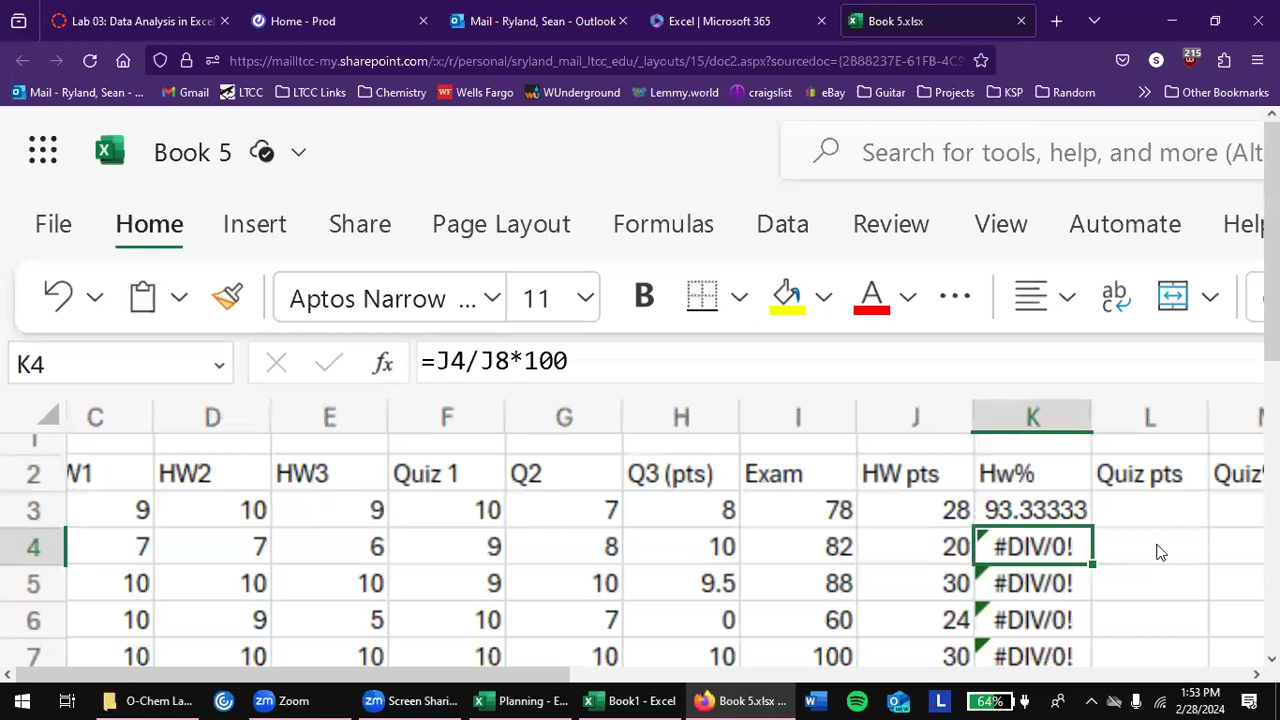 Lab 03: Data Analysis in Excel
Home - Prod
Mail - Ryland, Sean - Outlook
Excel | Microsoft 365
Book 5.xlsx
https://mailltcc-my.sharepoint.com/:x:/r/personal/sryland_mail_ltcc_edu/_layouts/15/doc2.aspx?sourcedoc={2B88237E-61FB-4C9
S 215
Mail - Ryland, Sean - Gmail LTCC LTCC Links Chemistry WF Wells Fargo WUnderground Lemmy.world craigslist eBay Guitar Projects KSP Random Other Bookmarks
Book 5
Search for tools, help, and more (Alt
File Home Insert Share Page Layout Formulas Data Review View Automate Help
Aptos Narrow ... 11 B A ab c
K4 fx =J4/J8*100
C D E F G H I J K L
1
2 W1 HW2 HW3 Quiz 1 Q2 Q3 (pts) Exam HW pts Hw% Quiz pts Quiz
3 9 10 9 10 7 8 78 28 93.33333
4 7 7 6 9 8 10 82 20 #DIV/0!
5 10 10 10 9 10 9.5 88 30 #DIV/0!
6 10 9 5 10 7 0 60 24 #DIV/0!
7 10 10 10 10 10 10 100 30 #DIV/0!
O-Chem La... Zoom Screen Shari... Planning - Exc... Book1 - Excel Book 5.xlsx ... L 64% 1:53 PM
2/28/2024